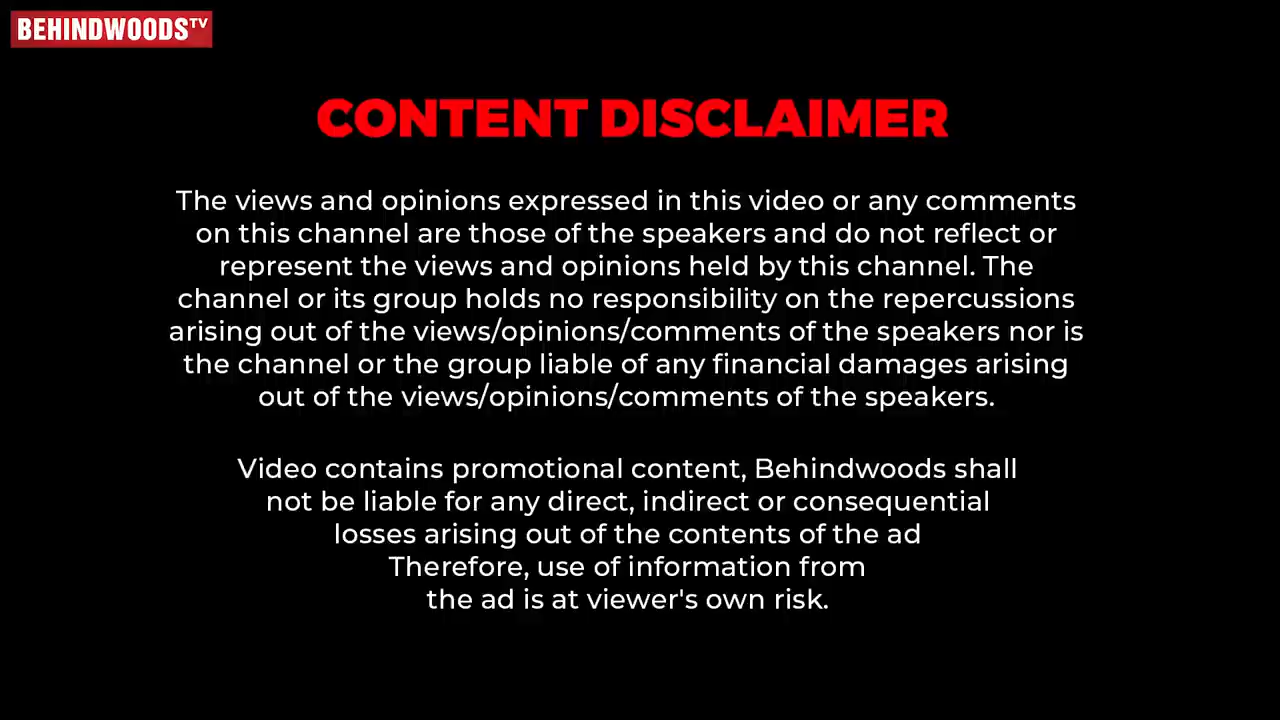 BEHINDWOODS TV
CONTENT DISCLAIMER
The views and opinions expressed in this video or any comments
on this channel are those of the speakers and do not reflect or
represent the views and opinions held by this channel. The
channel or its group holds no responsibility on the repercussions
arising out of the views/opinions/comments of the speakers nor is
the channel or the group liable of any financial damages arising
out of the views/opinions/comments of the speakers.
Video contains promotional content, Behindwoods shall
not be liable for any direct, indirect or consequential
losses arising out of the contents of the ad
Therefore, use of information from
the ad is at viewer's own risk.